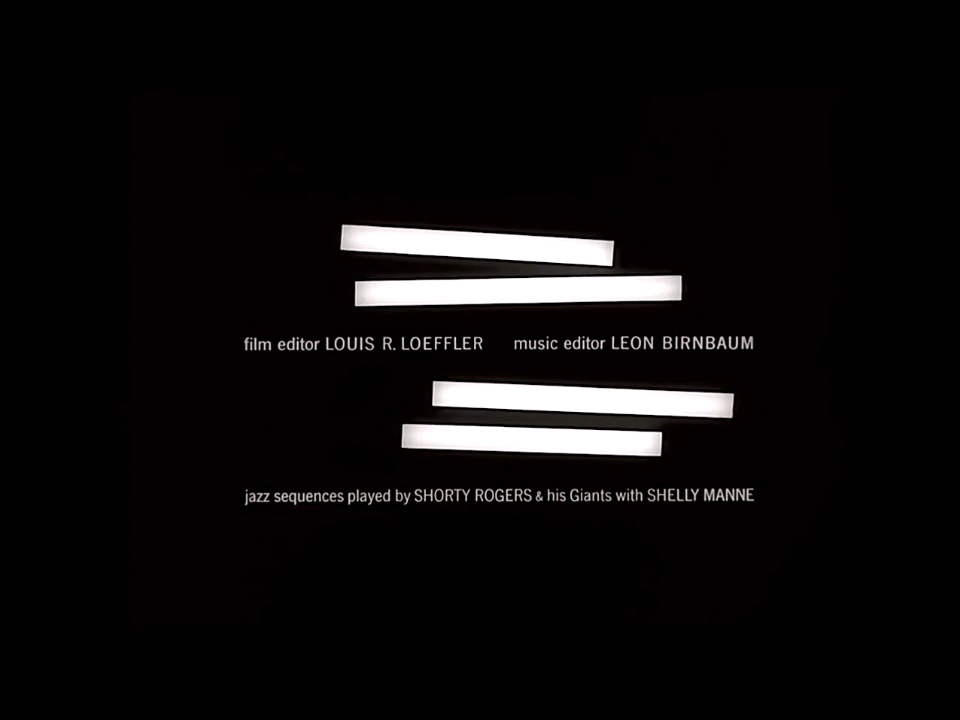 film editor LOUIS R. LOEFFLER music editor LEON BIRNBAUM
jazz sequences played by SHORTY ROGERS & his Giants with SHELLY MANNE